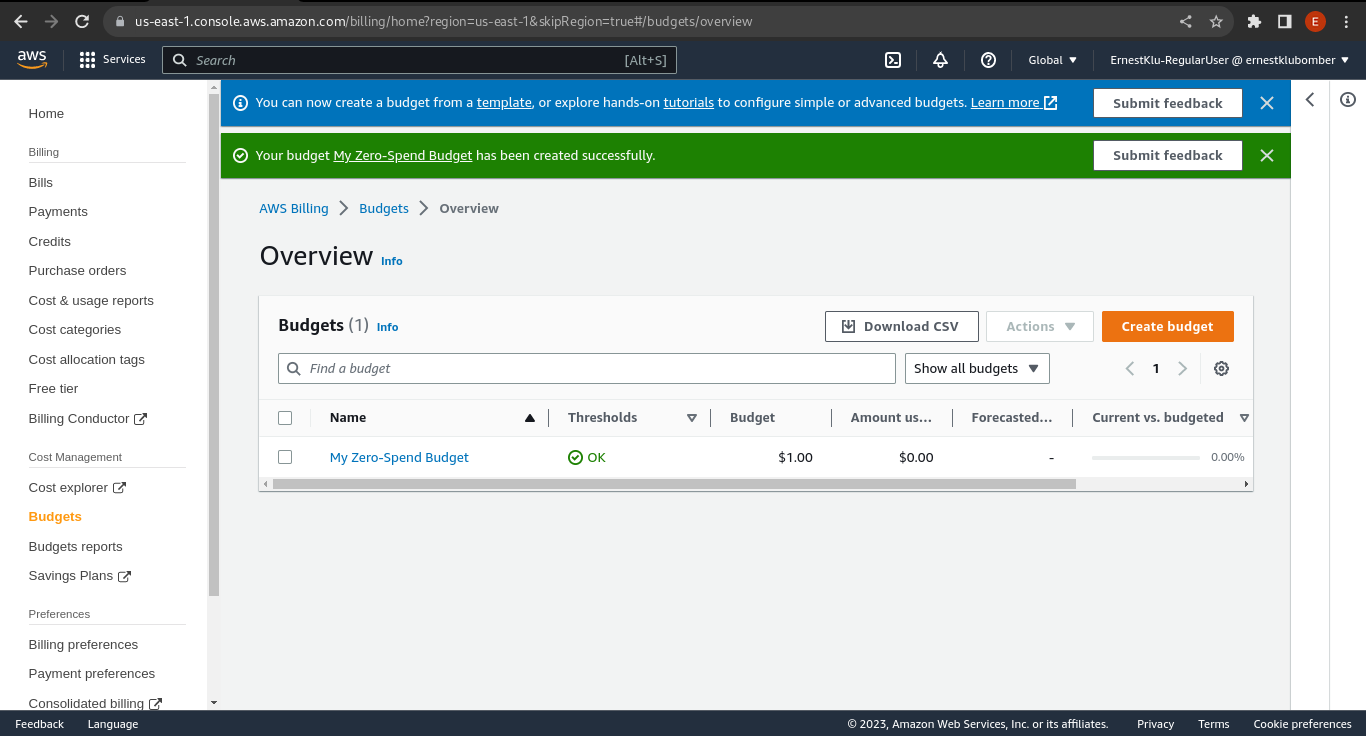 us-east-1.console.aws.amazon.com/billing/home?region=us-east-1&skipRegion=true#/budgets/overview
E
aws
Services
Search
[Alt+S]
Global
ErnestKlu-RegularUser @ ernestklubomber
Home
Billing
Bills
Payments
Credits
Purchase orders
Cost & usage reports
Cost categories
Cost allocation tags
Free tier
Billing Conductor
Cost Management
Cost explorer
Budgets
Budgets reports
Savings Plans
Preferences
Billing preferences
Payment preferences
Consolidated billing
You can now create a budget from a template, or explore hands-on tutorials to configure simple or advanced budgets. Learn more
Submit feedback
Your budget My Zero-Spend Budget has been created successfully.
Submit feedback
AWS Billing
Budgets
Overview
Overview Info
Budgets (1) Info
Download CSV
Actions
Create budget
Find a budget
Show all budgets
1
Name
Thresholds
Budget
Amount us...
Forecasted...
Current vs. budgeted
My Zero-Spend Budget
OK
$1.00
$0.00
-
0.00%
Feedback
Language
© 2023, Amazon Web Services, Inc. or its affiliates.
Privacy
Terms
Cookie preferences